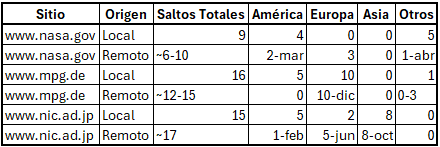 Sitio Origen Saltos Totales América Europa Asia Otros
www.nasa.gov Local 9 4 0 0 5
www.nasa.gov Remoto ~6-10 2-mar 3 0 1-abr
www.mpg.de Local 16 5 10 0 1
www.mpg.de Remoto ~12-15 0 10-dic 0 0-3
www.nic.ad.jp Local 15 5 2 8 0
www.nic.ad.jp Remoto ~17 1-feb 5-jun 8-oct 0